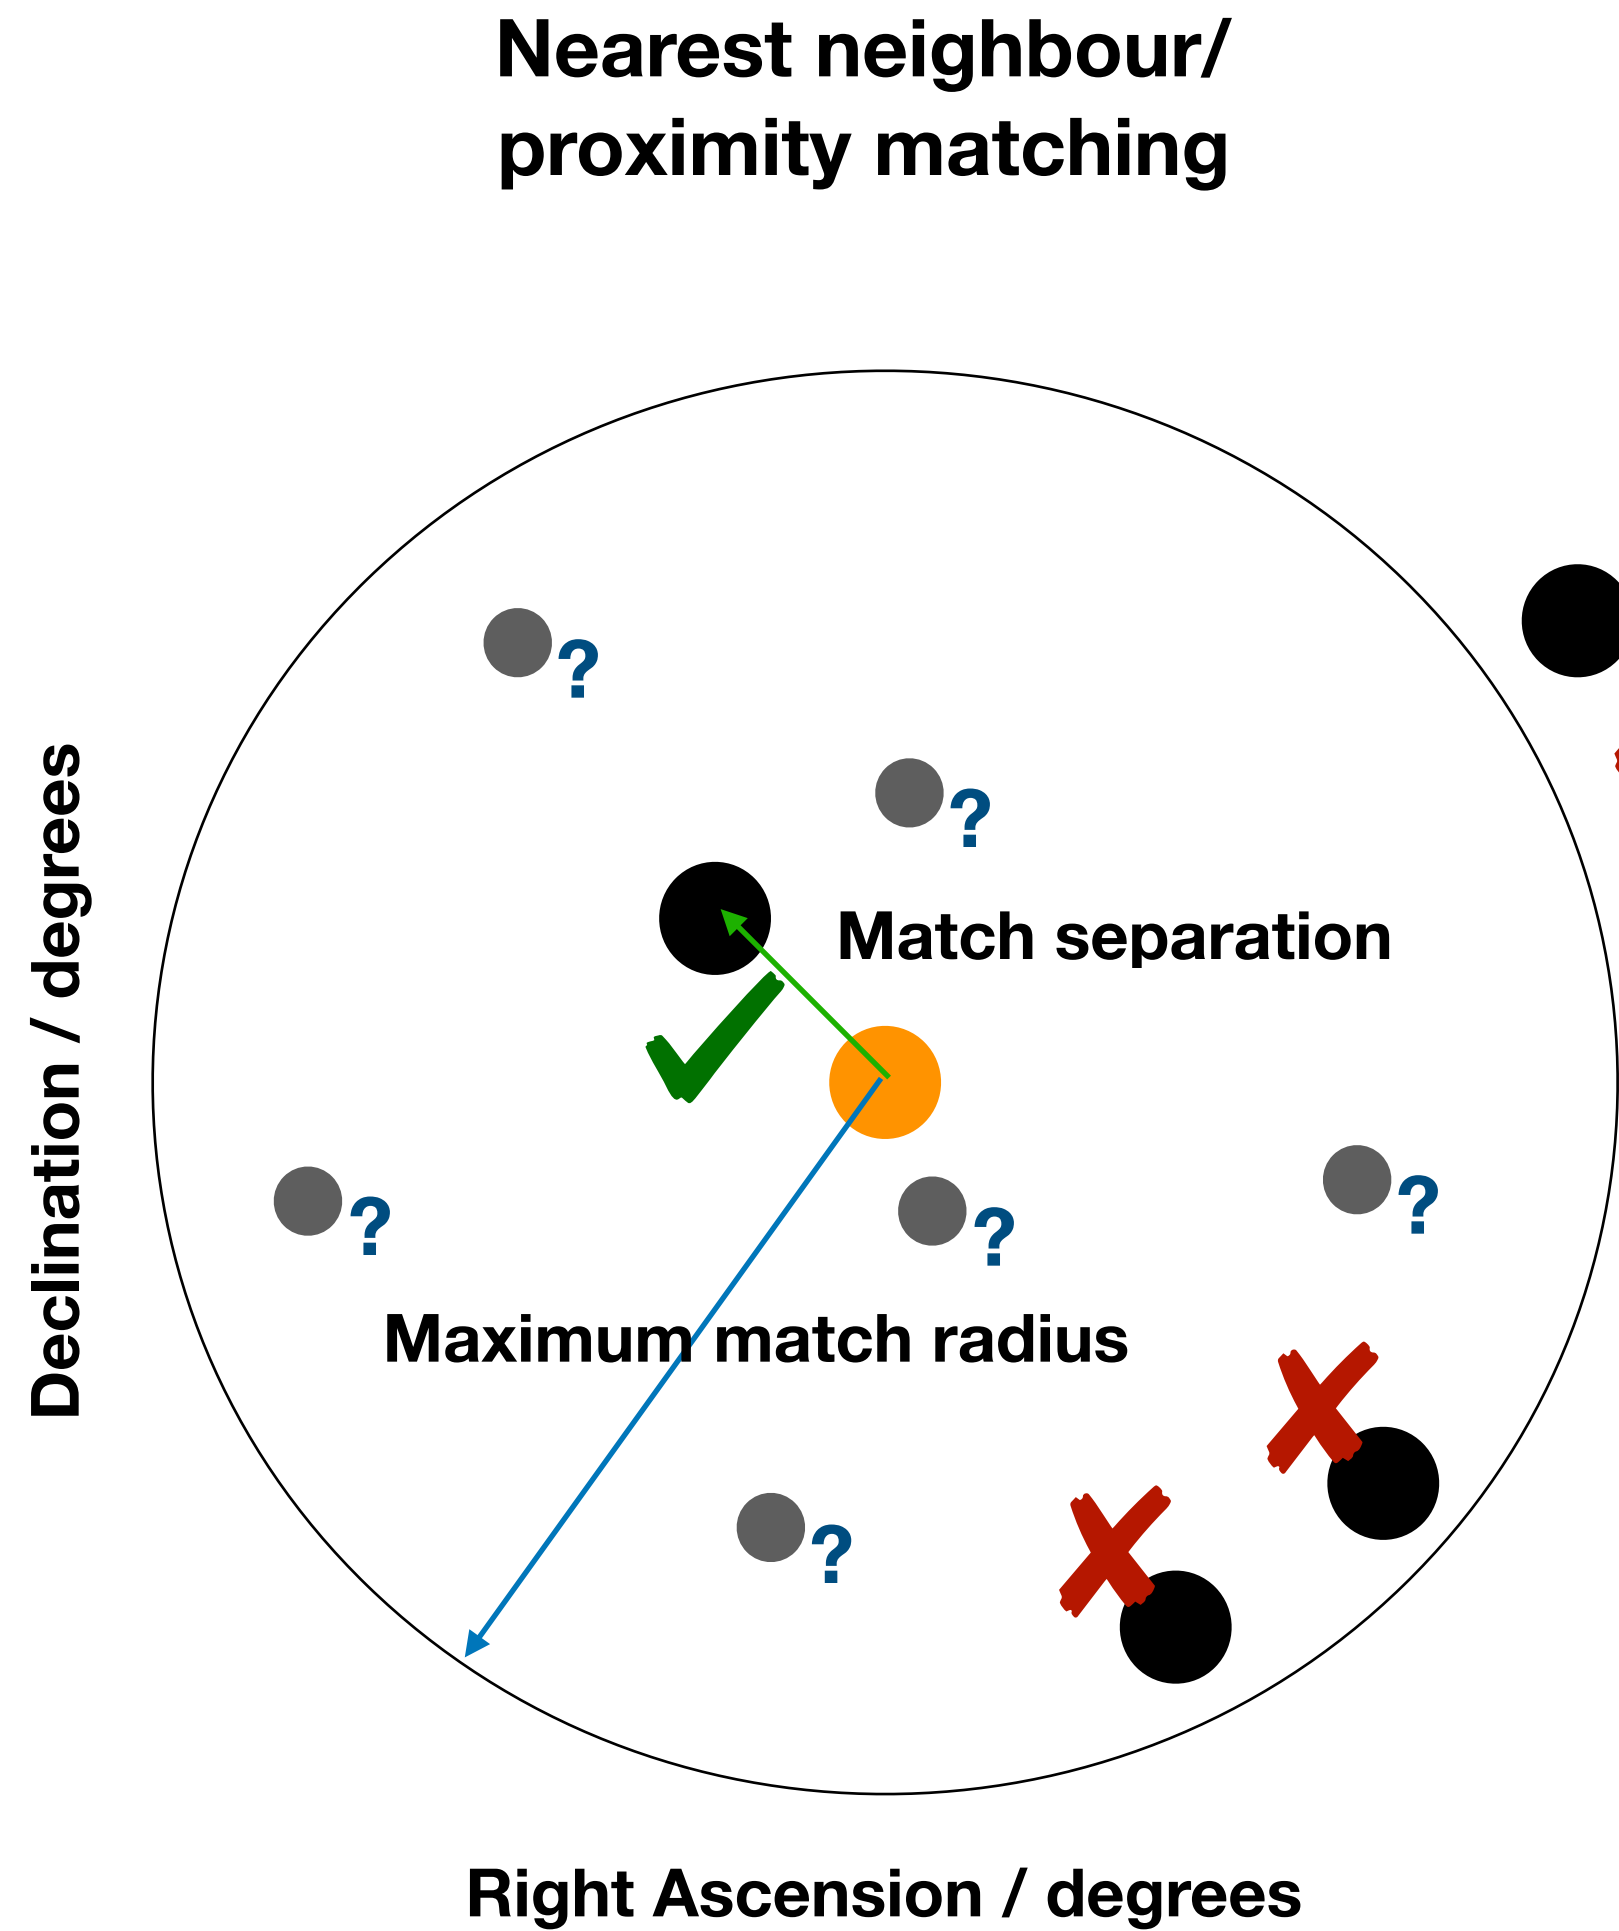 Nearest neighbour/
proximity matching
?
?
Match separation
?
?
?
Maximum match radius
?
Declination / degrees
Right Ascension / degrees